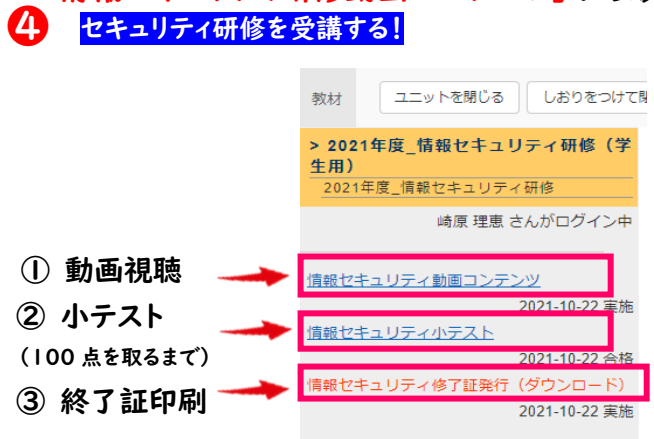 ❹ セキュリティ研修を受講する!
教材 ユニットを閉じる しおりをつけて
> 2021年度_情報セキュリティ研修（学
生用）
2021年度_情報セキュリティ研修
崎原 理恵 さんがログイン中
① 動画視聴
情報セキュリティ動画コンテンツ
2021-10-22 実施
② 小テスト
情報セキュリティ小テスト
(100 点を取るまで)
2021-10-22 合格
③ 終了証印刷
情報セキュリティ修了証発行（ダウンロード）
2021-10-22 実施